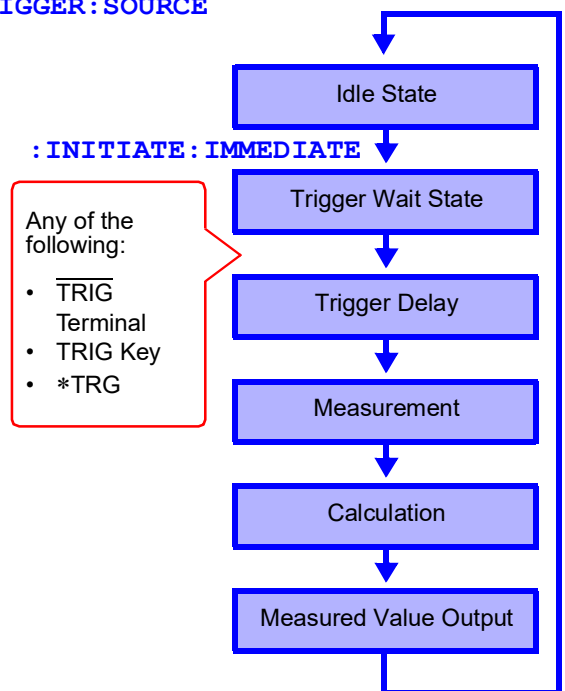 IGGER:SOURCE
Idle State
:INITIATE:IMMEDIATE
Trigger Wait State
Any of the
following:
• TRIG
Terminal
• TRIG Key
• *TRG
Trigger Delay
Measurement
Calculation
Measured Value Output